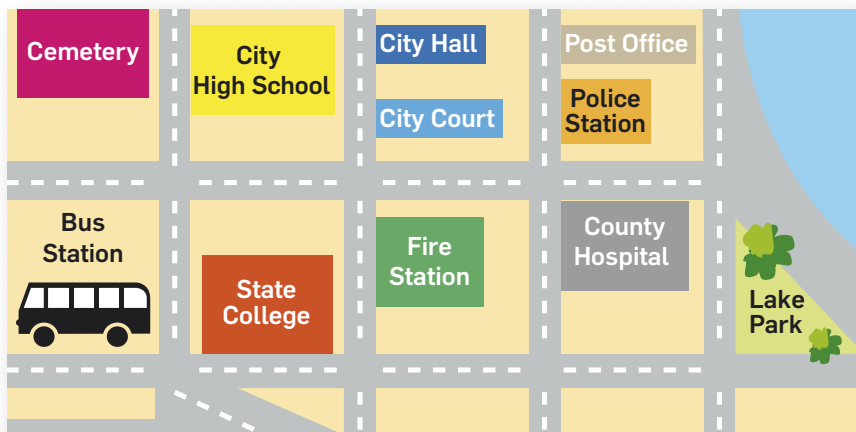 Cemetery
City
High School
City Hall
City Court
Post Office
Police
Station
Bus
Station
State
College
Fire
Station
County
Hospital
Lake
Park